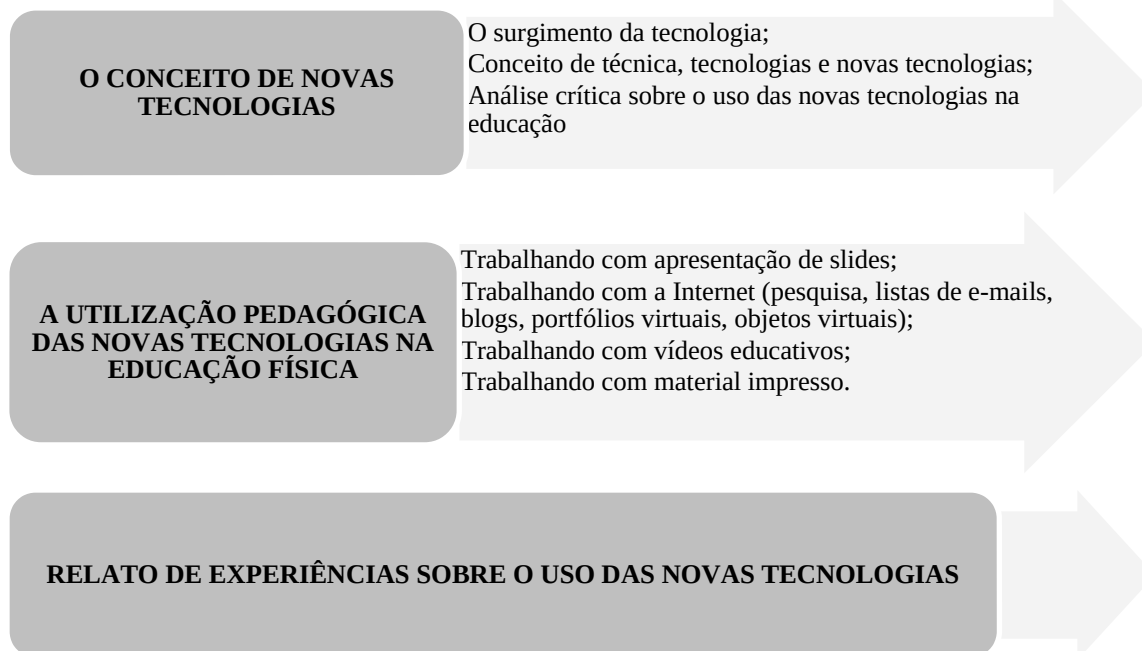 O CONCEITO DE NOVAS
TECNOLOGIAS
O surgimento da tecnologia;
Conceito de técnica, tecnologias e novas tecnologias;
Análise crítica sobre o uso das novas tecnologias na
educação
A UTILIZAÇÃO PEDAGÓGICA
DAS NOVAS TECNOLOGIAS NA
EDUCAÇÃO FÍSICA
Trabalhando com apresentação de slides;
Trabalhando com a Internet (pesquisa, listas de e-mails,
blogs, portfólios virtuais, objetos virtuais);
Trabalhando com vídeos educativos;
Trabalhando com material impresso.
RELATO DE EXPERIÊNCIAS SOBRE O USO DAS NOVAS TECNOLOGIAS